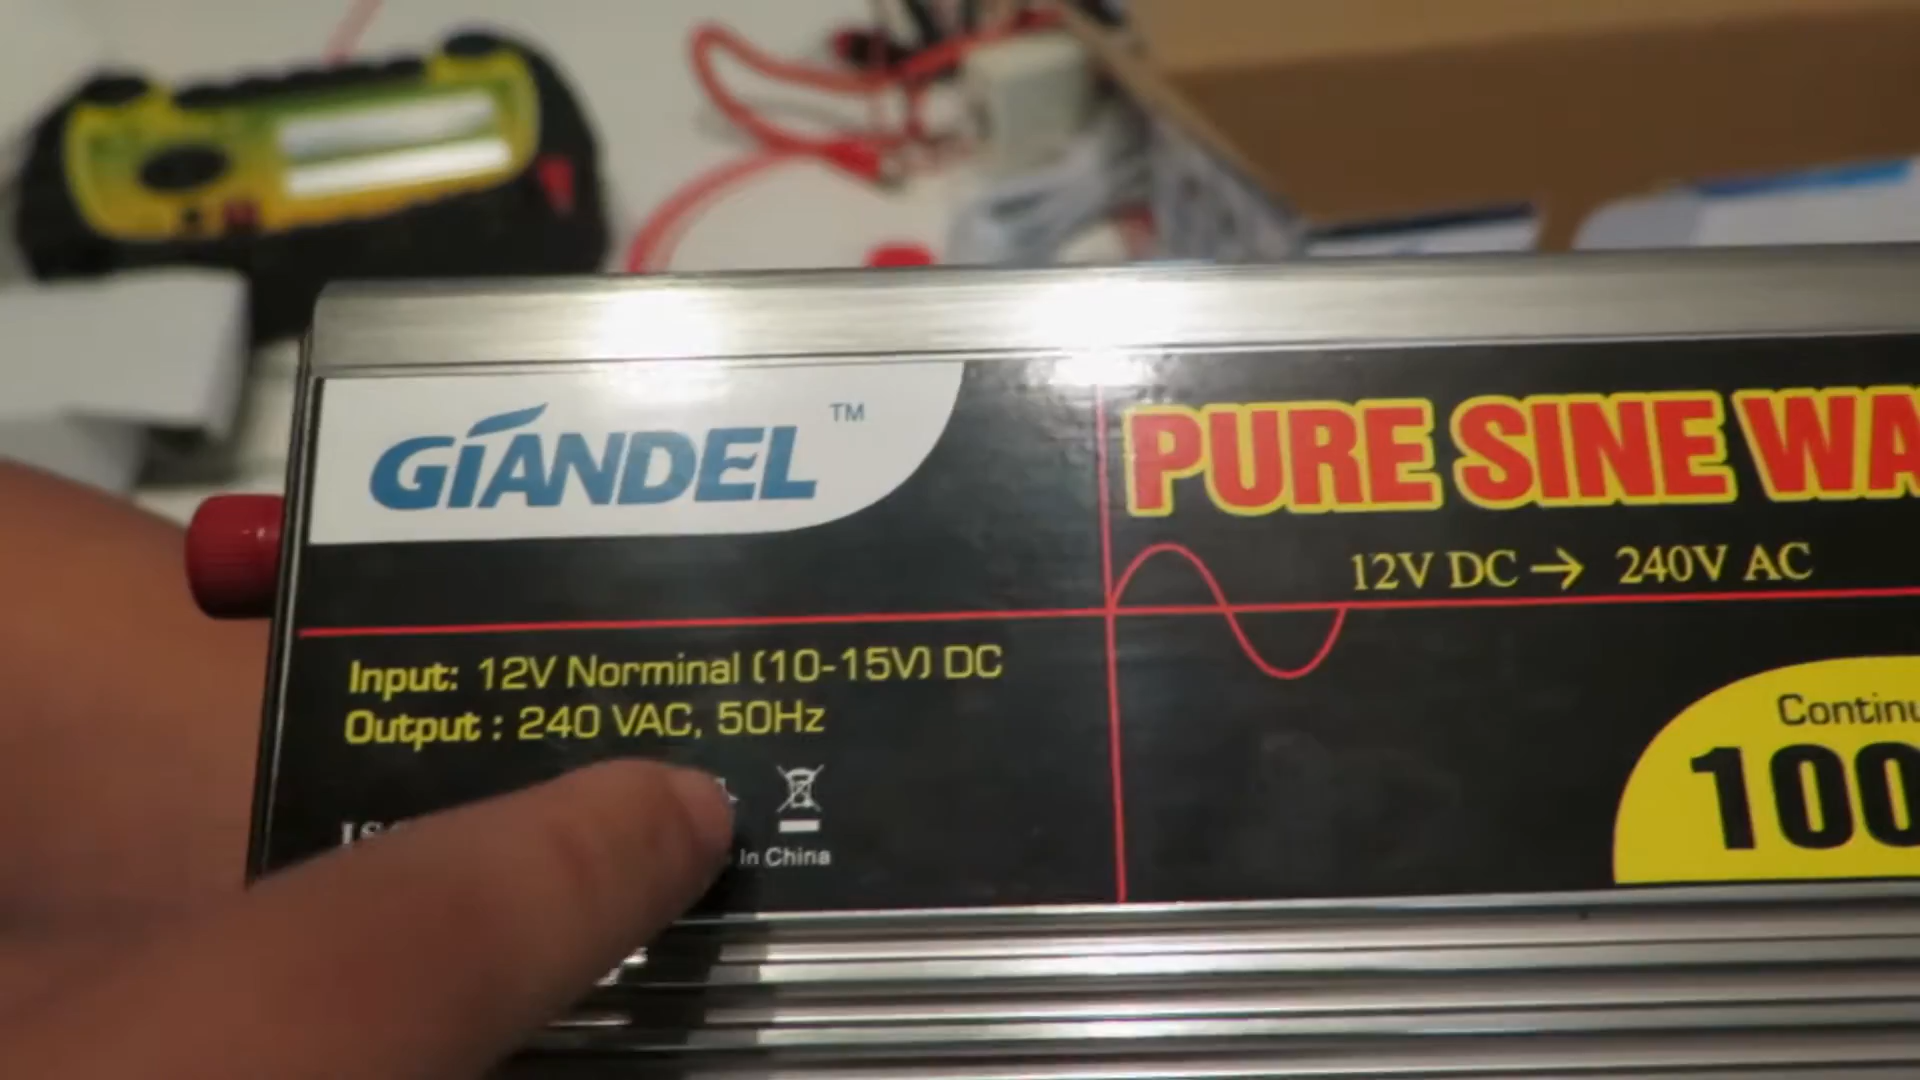 GIANDEL ™
PURE SINE WA
12V DC → 240V AC
Input: 12V Norminal (10-15V) DC
Output : 240 VAC, 50Hz
Continu
100
In China